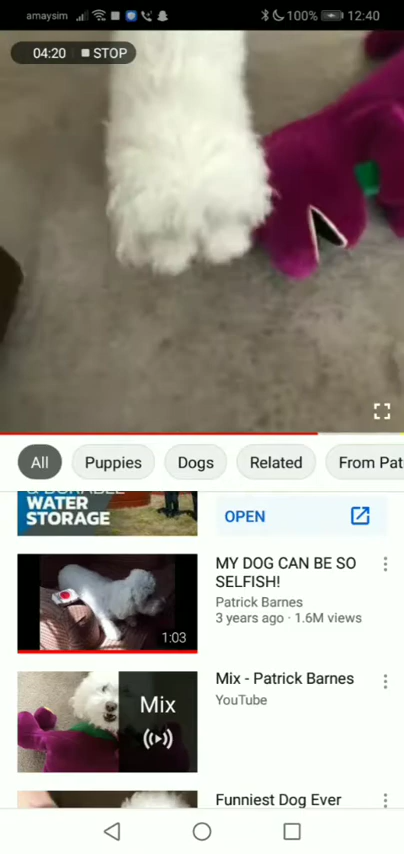 amaysim 100% 12:40
04:20 STOP
All Puppies Dogs Related From Pat
& DURABLE
WATER
STORAGE
OPEN
MY DOG CAN BE SO
SELFISH!
Patrick Barnes
3 years ago · 1.6M views
1:03
Mix - Patrick Barnes
YouTube
Mix
Funniest Dog Ever